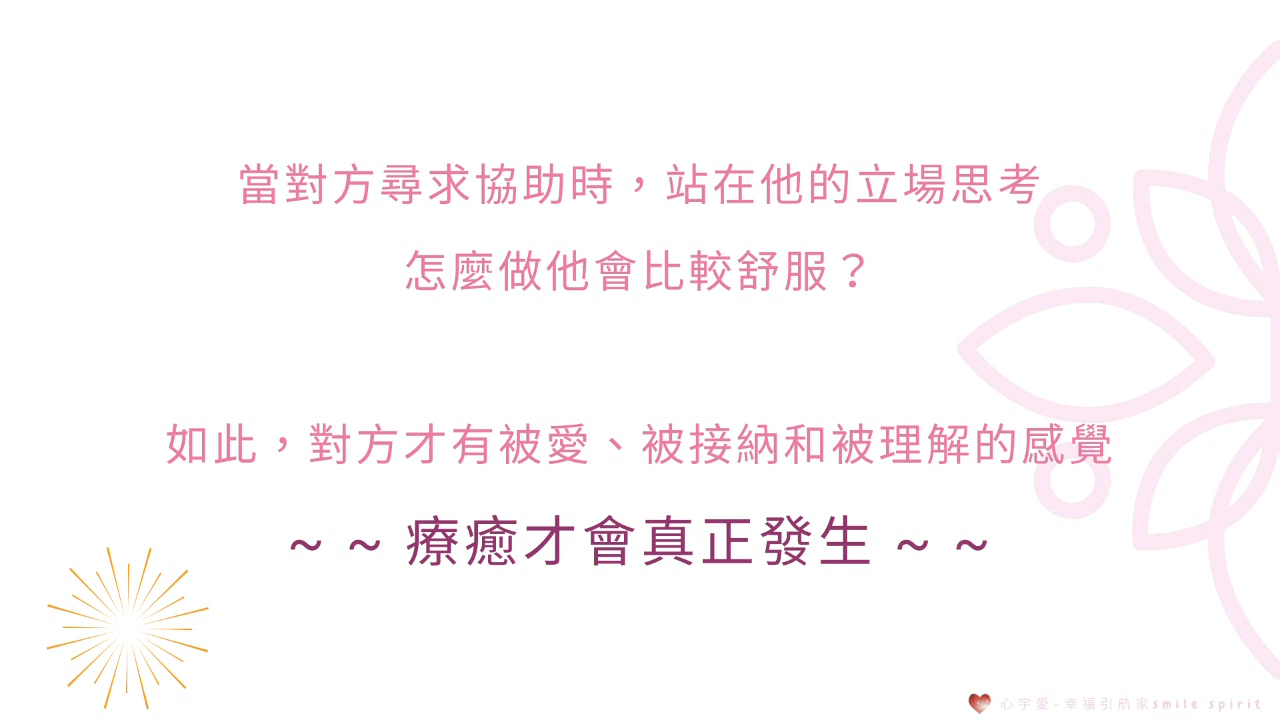 當對方尋求協助時，站在他的立場思考
怎麼做他會比較舒服？
如此，對方才有被愛、被接納和被理解的感覺
~ ~ 療癒才會真正發生 ~ ~
心宇愛-幸福引航家smile spirit